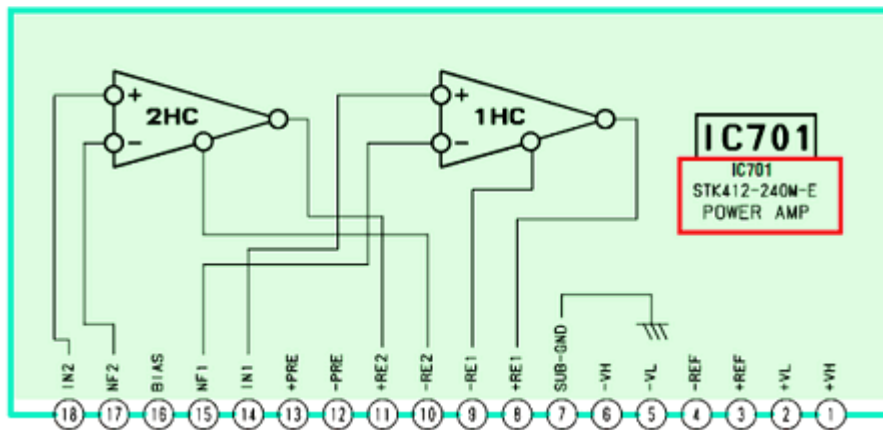 +
2HC
-
+
1HC
-
IC701
IC701
STK412-240M-E
POWER AMP
IN2
NF2
BIAS
NF1
IN1
+PRE
-PRE
+RE2
-RE2
-RE1
+RE1
SUB-GND
-VH
-VL
-REF
+REF
+VL
+VH
18 17 16 15 14 13 12 11 10 9 8 7 6 5 4 3 2 1